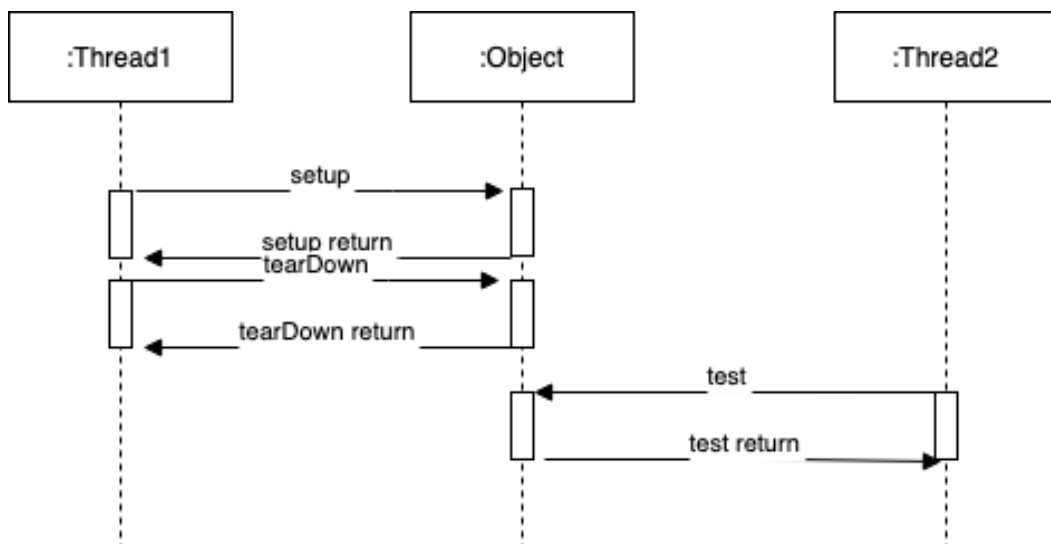 :Thread1
:Object
:Thread2
setup
setup return
tearDown
tearDown return
test
test return